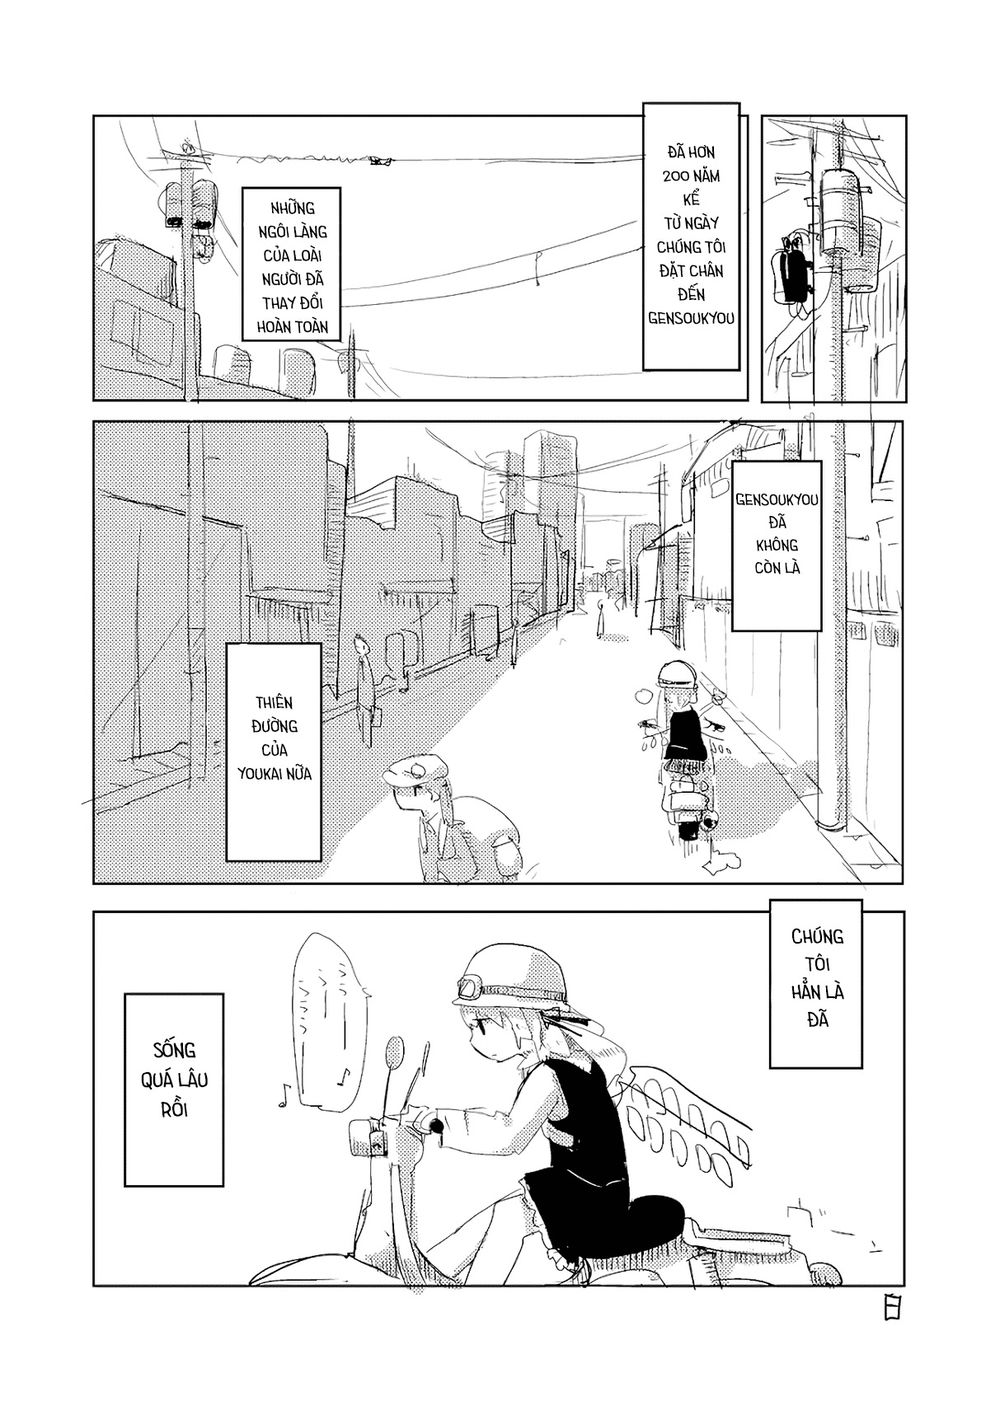 ĐÃ HƠN
200 NĂM
KỂ
TỪ NGÀY
CHÚNG TÔI
ĐẶT CHÂN
ĐẾN
GENSOUKYOU
NHỮNG
NGÔI LÀNG
CỦA LOÀI
NGƯỜI ĐÃ
THAY ĐỔI
HOÀN TOÀN
GENSOUKYOU
ĐÃ
KHÔNG
CÒN LÀ
THIÊN
ĐƯỜNG
CỦA
YOUKAI NỮA
CHÚNG
TÔI
HẲN LÀ
ĐÃ
SỐNG
QUÁ LÂU
RỒI